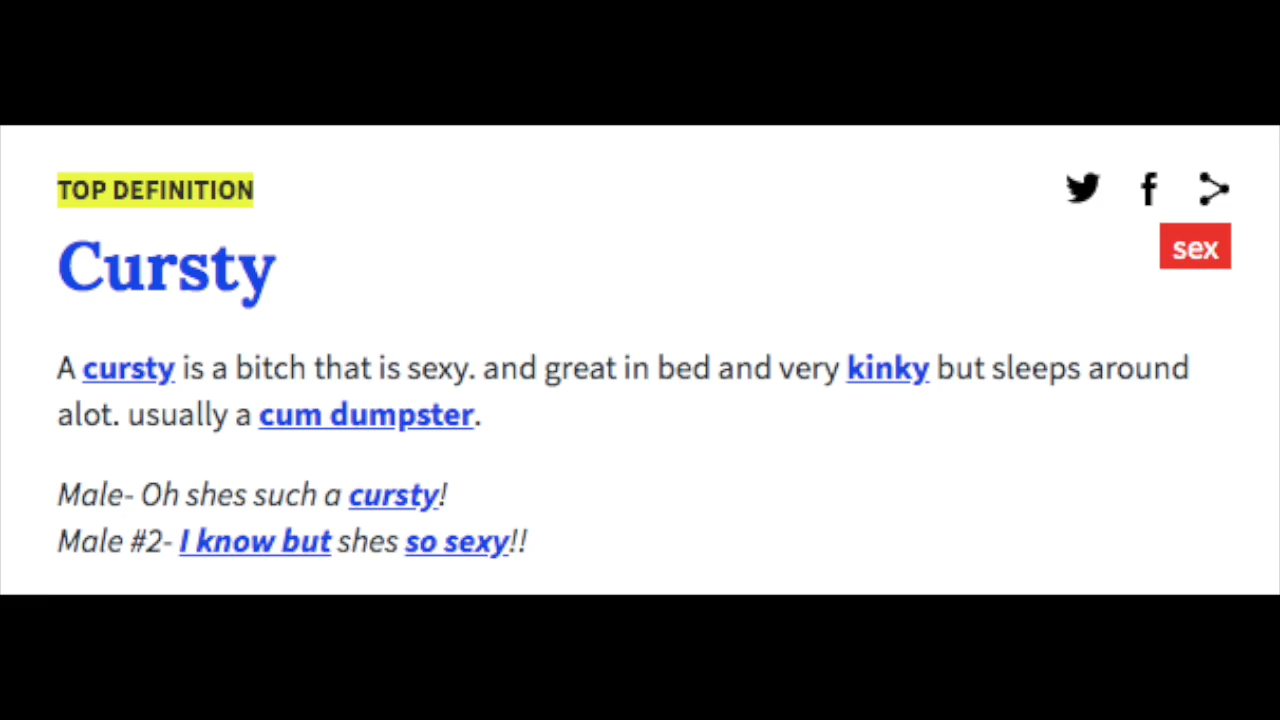 TOP DEFINITION
sex
Cursty
A cursty is a bitch that is sexy. and great in bed and very kinky but sleeps around
alot. usually a cum dumpster.
Male- Oh shes such a cursty!
Male #2- I know but shes so sexy!!